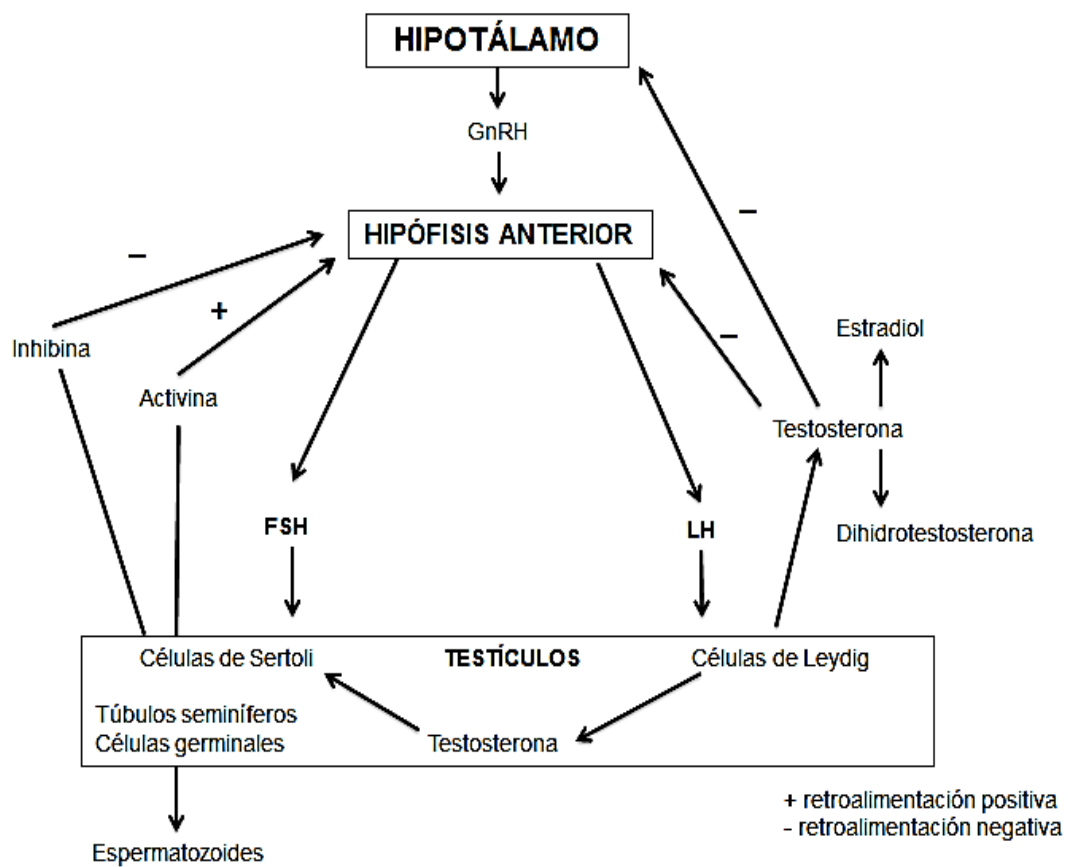 HIPOTÁLAMO
GnRH
–
–
HIPÓFISIS ANTERIOR
+
–
Inhibina
Activina
Estradiol
Testosterona
FSH
LH
Dihidrotestosterona
Células de Sertoli
TESTÍCULOS
Células de Leydig
Túbulos seminíferos
Células germinales
Testosterona
+ retroalimentación positiva
- retroalimentación negativa
Espermatozoides